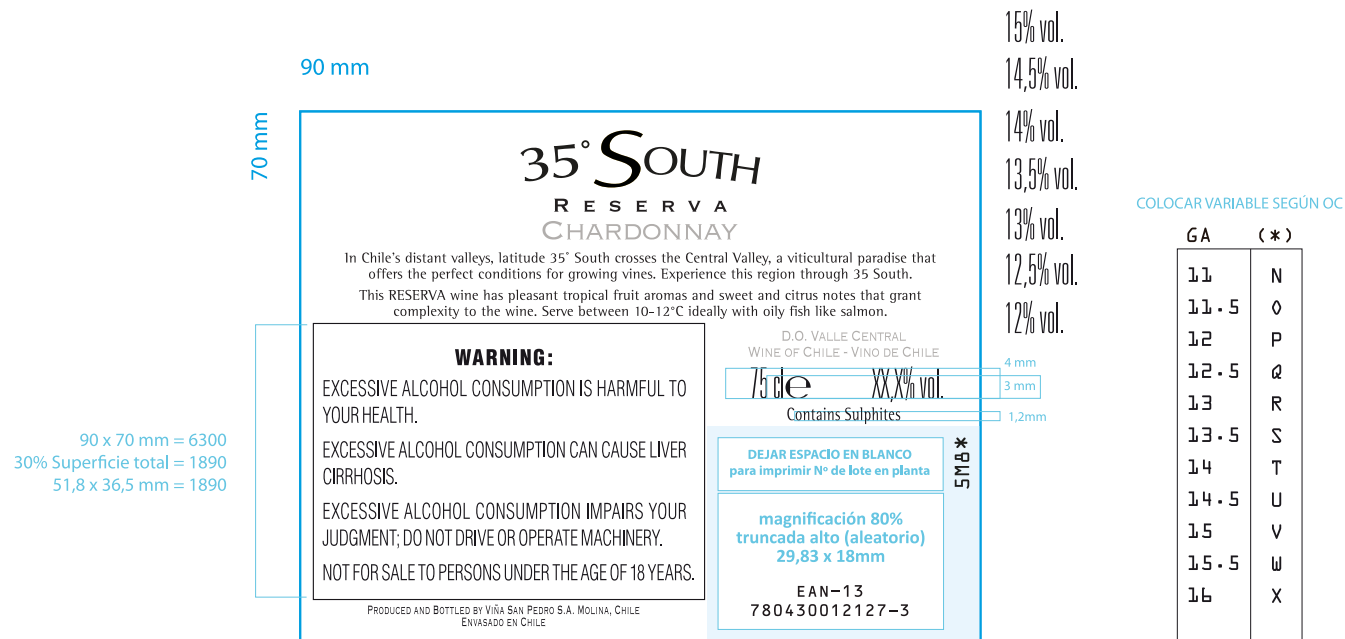 90 mm
70 mm
35° SOUTH
RESERVA
CHARDONNAY
In Chile's distant valleys, latitude 35° South crosses the Central Valley, a viticultural paradise that
offers the perfect conditions for growing vines. Experience this region through 35 South.
This RESERVA wine has pleasant tropical fruit aromas and sweet and citrus notes that grant
complexity to the wine. Serve between 10-12°C ideally with oily fish like salmon.
WARNING:
EXCESSIVE ALCOHOL CONSUMPTION IS HARMFUL TO
YOUR HEALTH.
EXCESSIVE ALCOHOL CONSUMPTION CAN CAUSE LIVER
CIRRHOSIS.
EXCESSIVE ALCOHOL CONSUMPTION IMPAIRS YOUR
JUDGMENT; DO NOT DRIVE OR OPERATE MACHINERY.
NOT FOR SALE TO PERSONS UNDER THE AGE OF 18 YEARS.
PRODUCED AND BOTTLED BY VIÑA SAN PEDRO S.A. MOLINA, CHILE
ENVASADO EN CHILE
90 x 70 mm = 6300
30% Superficie total = 1890
51,8 x 36,5 mm = 1890
D.O. VALLE CENTRAL
WINE OF CHILE - VINO DE CHILE
75 cl e XX,X% vol.
Contains Sulphites
4 mm
3 mm
1,2mm
DEJAR ESPACIO EN BLANCO
para imprimir Nº de lote en planta
5M8*
magnificación 80%
truncada alto (aleatorio)
29,83 x 18mm
EAN-13
780430012127-3
15% vol.
14,5% vol.
14% vol.
13,5% vol.
13% vol.
12,5% vol.
12% vol.
COLOCAR VARIABLE SEGÚN OC
GA (*)
11 N
11.5 O
12 P
12.5 Q
13 R
13.5 S
14 T
14.5 U
15 V
15.5 W
16 X